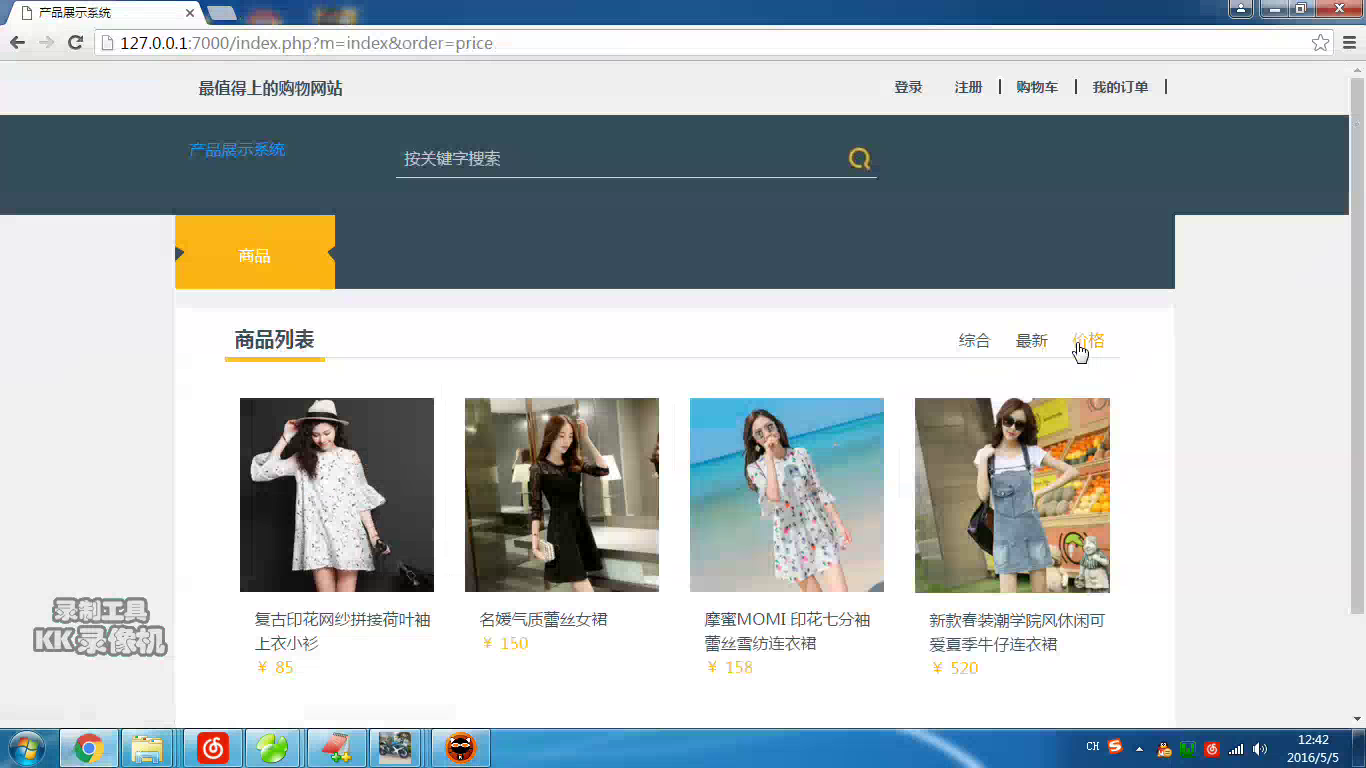 产品展示系统
127.0.0.1:7000/index.php?m=index&order=price
最值得上的购物网站
登录 注册 购物车 我的订单
产品展示系统
按关键字搜索
商品
商品列表
综合 最新 价格
复古印花网纱拼接荷叶袖
上衣小衫
¥ 85
名媛气质蕾丝女裙
¥ 150
摩蜜MOMI 印花七分袖
蕾丝雪纺连衣裙
¥ 158
新款春装潮学院风休闲可
爱夏季牛仔连衣裙
¥ 520
录制工具
KK录像机
CH
12:42
2016/5/5